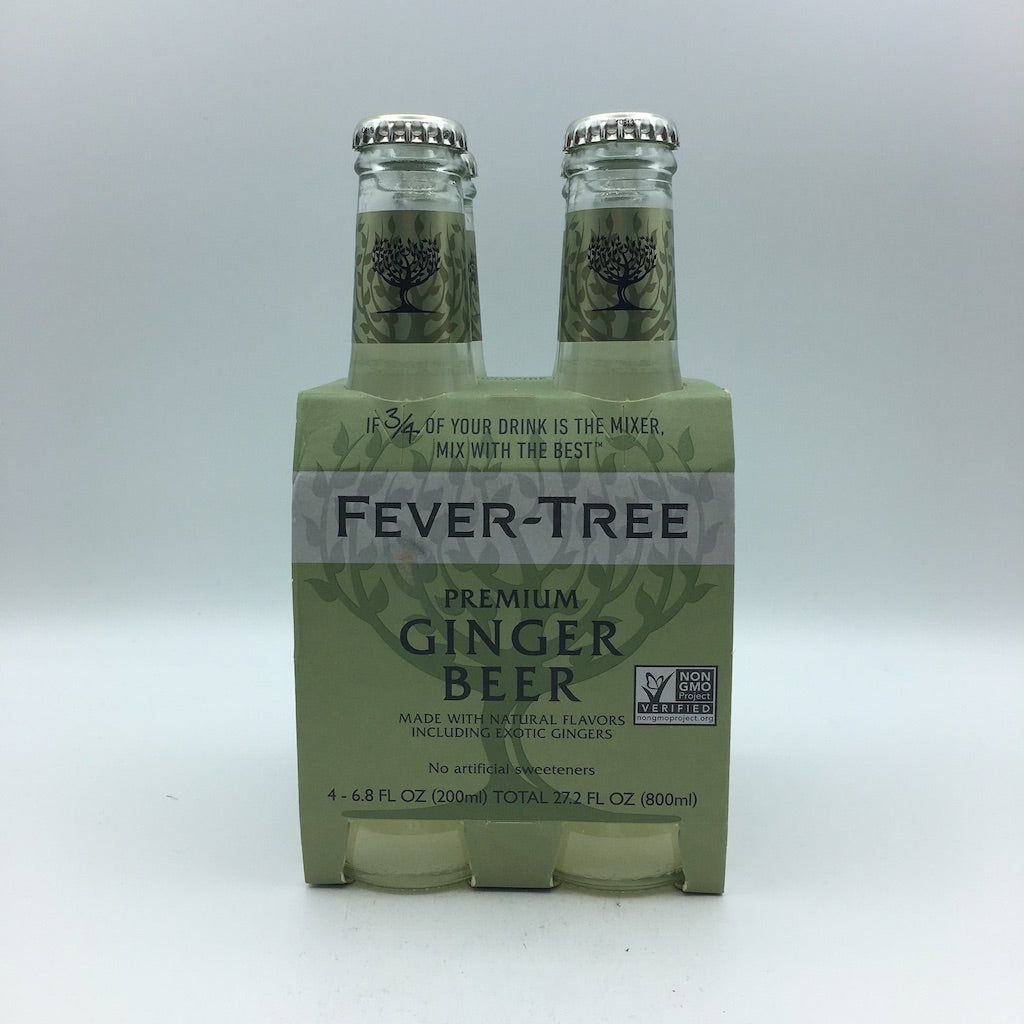 IF 3/4 OF YOUR DRINK IS THE MIXER,
MIX WITH THE BEST™
FEVER-TREE
PREMIUM
GINGER
BEER
MADE WITH NATURAL FLAVORS
INCLUDING EXOTIC GINGERS
NON
GMO
Project
VERIFIED
nongmoproject.org
No artificial sweeteners
4 - 6.8 FL OZ (200ml) TOTAL 27.2 FL OZ (800ml)